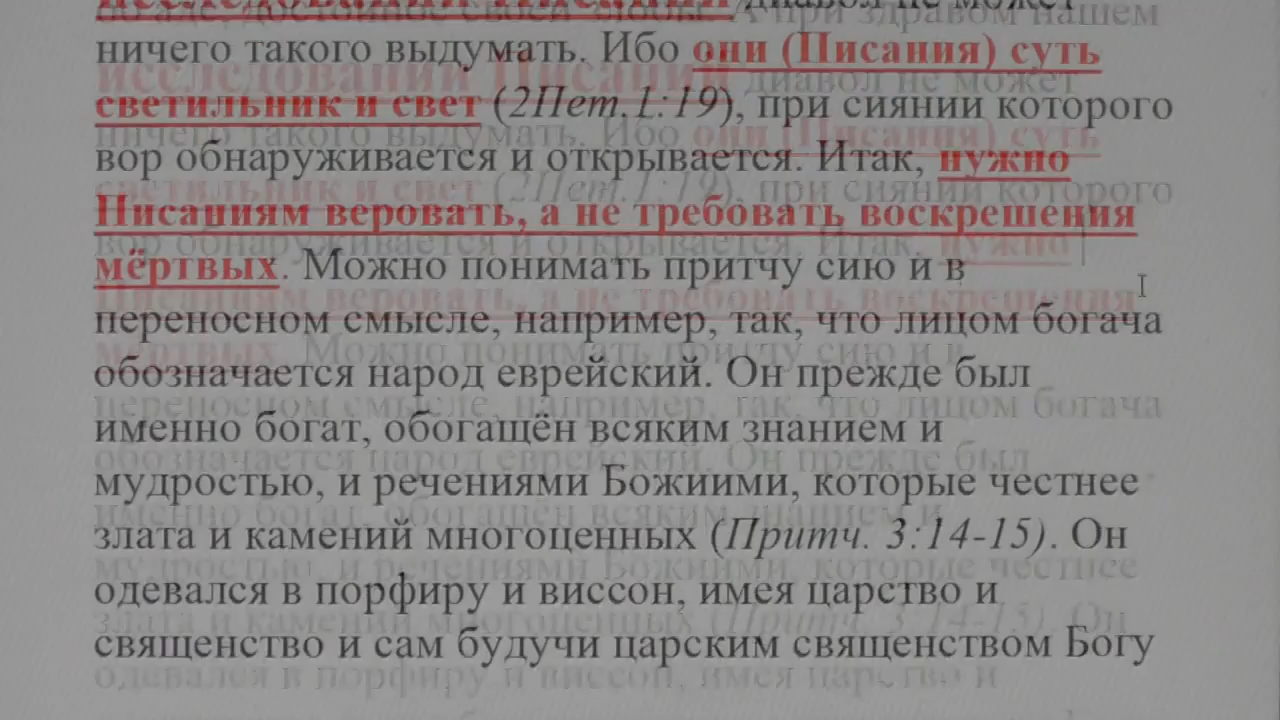 исследовании Писаний диавол не может
ничего такого выдумать. Ибо они (Писания) суть
светильник и свет (2Пет.1:19), при сиянии которого
вор обнаруживается и открывается. Итак, нужно
Писаниям веровать, а не требовать воскрешения
мёртвых. Можно понимать притчу сию и в
переносном смысле, например, так, что лицом богача
обозначается народ еврейский. Он прежде был
именно богат, обогащён всяким знанием и
мудростью, и речениями Божиими, которые честнее
злата и камений многоценных (Притч. 3:14-15). Он
одевался в порфиру и виссон, имея царство и
священство и сам будучи царским священством Богу